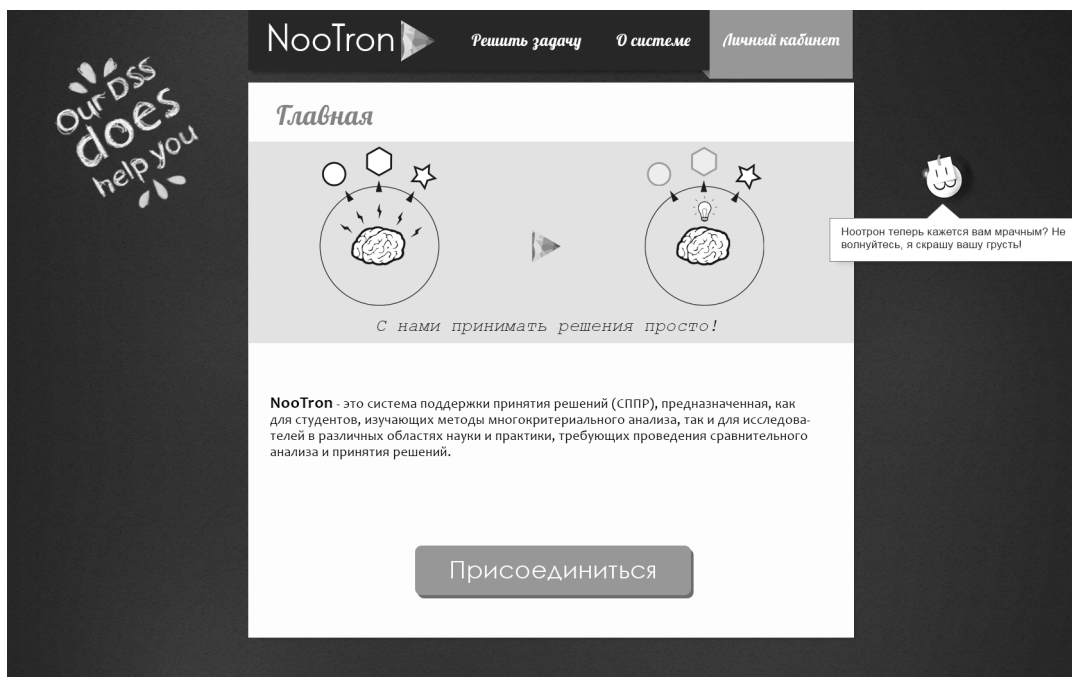 NooTron
Решить задачу
О системе
Личный кабинет
Our DSS
does
help you
Главная
Ноотрон теперь кажется вам мрачным? Не
волнуйтесь, я скрашу вашу грусть!
С нами принимать решения просто!
NooTron - это система поддержки принятия решений (СППР), предназначенная, как
для студентов, изучающих методы многокритериального анализа, так и для исследова-
телей в различных областях науки и практики, требующих проведения сравнительного
анализа и принятия решений.
Присоединиться